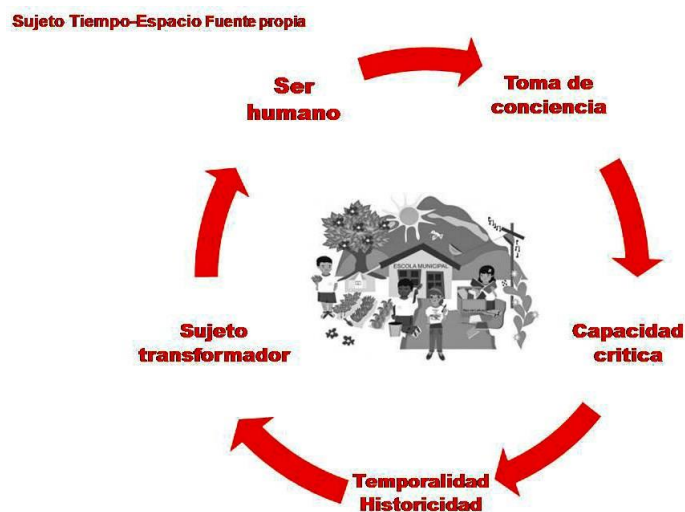 Sujeto Tiempo-Espacio Fuente propia
Ser
humano
Toma de
conciencia
Capacidad
critica
Temporalidad
Historicidad
Sujeto
transformador
ESCOLA MUNICIPAL